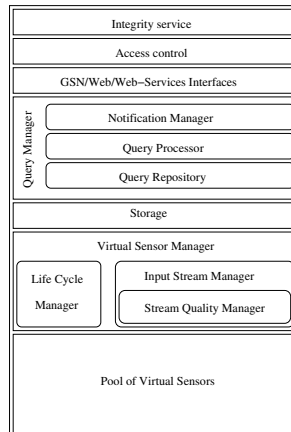 Integrity service
Access control
GSN/Web/Web−Services Interfaces
Query Manager
Notification Manager
Query Processor
Query Repository
Storage
Virtual Sensor Manager
Life Cycle
Manager
Input Stream Manager
Stream Quality Manager
Pool of Virtual Sensors